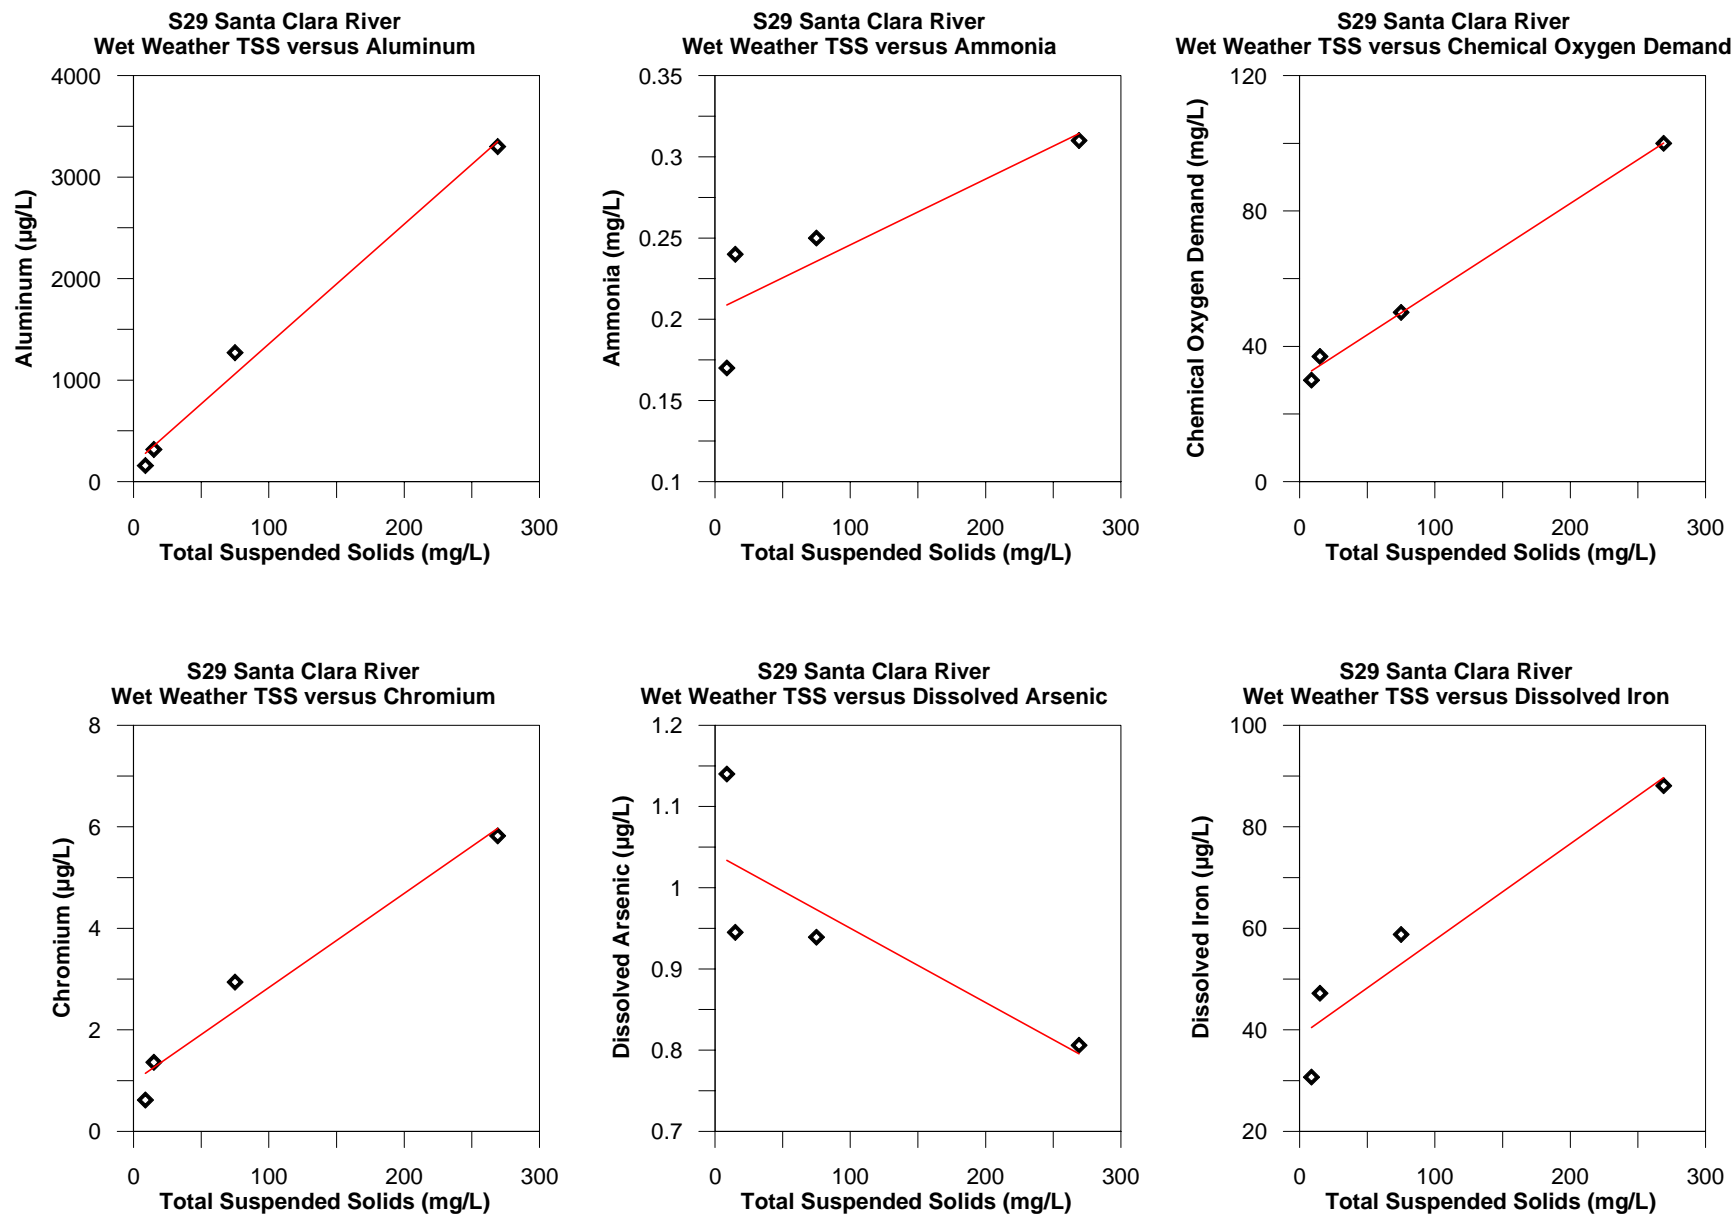 S29 Santa Clara River
Wet Weather TSS versus Aluminum
4000
3000
2000
1000
0
Aluminum (µg/L)
0 100 200 300
Total Suspended Solids (mg/L)
S29 Santa Clara River
Wet Weather TSS versus Ammonia
0.35
0.3
0.25
0.2
0.15
0.1
Ammonia (mg/L)
0 100 200 300
Total Suspended Solids (mg/L)
S29 Santa Clara River
Wet Weather TSS versus Chemical Oxygen Demand
120
80
40
0
Chemical Oxygen Demand (mg/L)
0 100 200 300
Total Suspended Solids (mg/L)
S29 Santa Clara River
Wet Weather TSS versus Chromium
8
6
4
2
0
Chromium (µg/L)
0 100 200 300
Total Suspended Solids (mg/L)
S29 Santa Clara River
Wet Weather TSS versus Dissolved Arsenic
1.2
1.1
1
0.9
0.8
0.7
Dissolved Arsenic (µg/L)
0 100 200 300
Total Suspended Solids (mg/L)
S29 Santa Clara River
Wet Weather TSS versus Dissolved Iron
100
80
60
40
20
Dissolved Iron (µg/L)
0 100 200 300
Total Suspended Solids (mg/L)